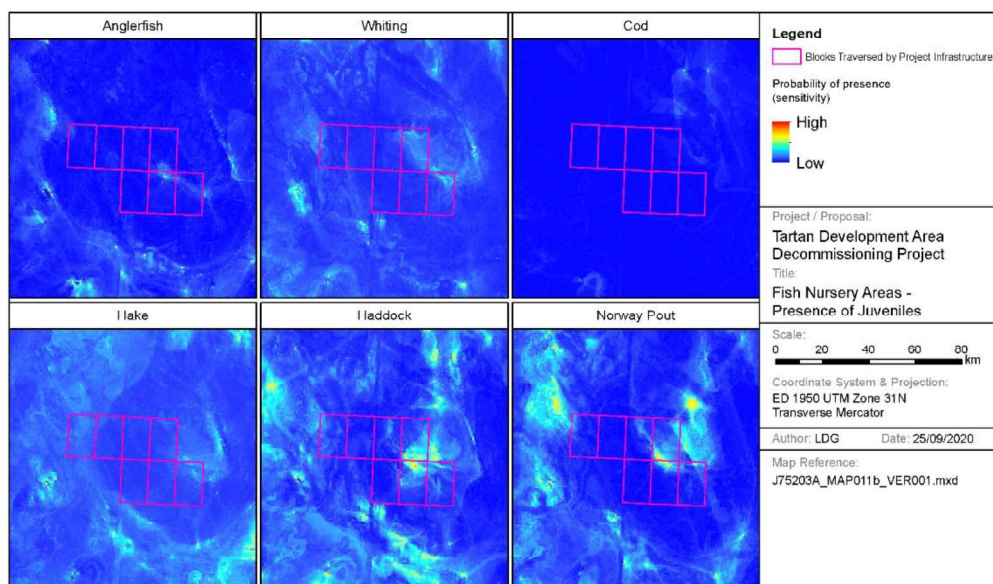 Anglerfish
Whiting
Cod
Hake
Haddock
Norway Pout
Legend
Blocks Traversed by Project Infrastructure
Probability of presence
(sensitivity)
High
Low
Project / Proposal:
Tartan Development Area
Decommissioning Project
Title:
Fish Nursery Areas -
Presence of Juveniles
Scale:
0 20 40 60 80
km
Coordinate System & Projection:
ED 1950 UTM Zone 31N
Transverse Mercator
Author: LDG Date: 25/09/2020
Map Reference:
J75203A_MAP011b_VER001.mxd